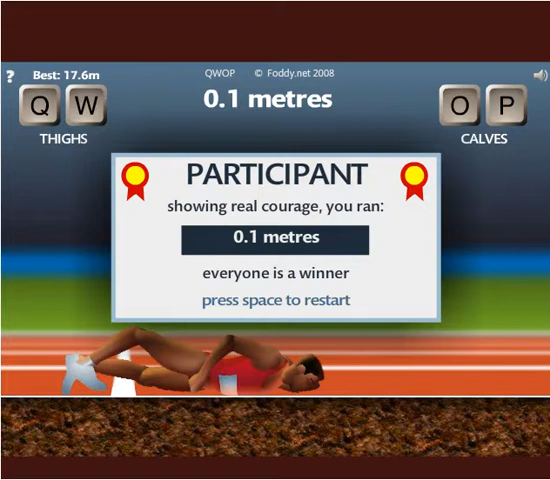 ? Best: 17.6m QWOP © Foddy.net 2008
Q W 0.1 metres O P
THIGHS CALVES
PARTICIPANT
showing real courage, you ran:
0.1 metres
everyone is a winner
press space to restart